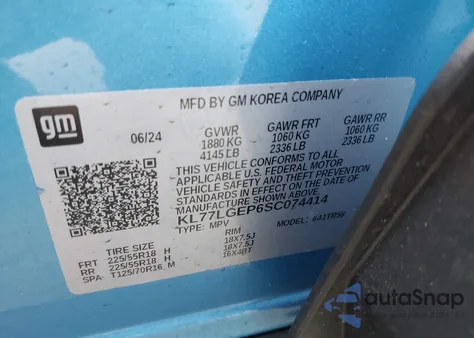 gm
MFD BY GM KOREA COMPANY
06/24 GVWR GAWR FRT GAWR RR
1880 KG 1060 KG 1060 KG
4145 LB 2336 LB 2336 LB
THIS VEHICLE CONFORMS TO ALL
APPLICABLE U.S. FEDERAL MOTOR
VEHICLE SAFETY STANDARDS IN
EFFECT ON THE DATE OF
MANUFACTURE SHOWN ABOVE.
KL77LGEP6SC074414
TYPE: MPV MODEL:
TIRE SIZE RIM
FRT 225/55R18 H 18X7.5J
RR 225/55R18 H 18X7.5J
SPA T125/70R16 M 16X4BT
autoSnap